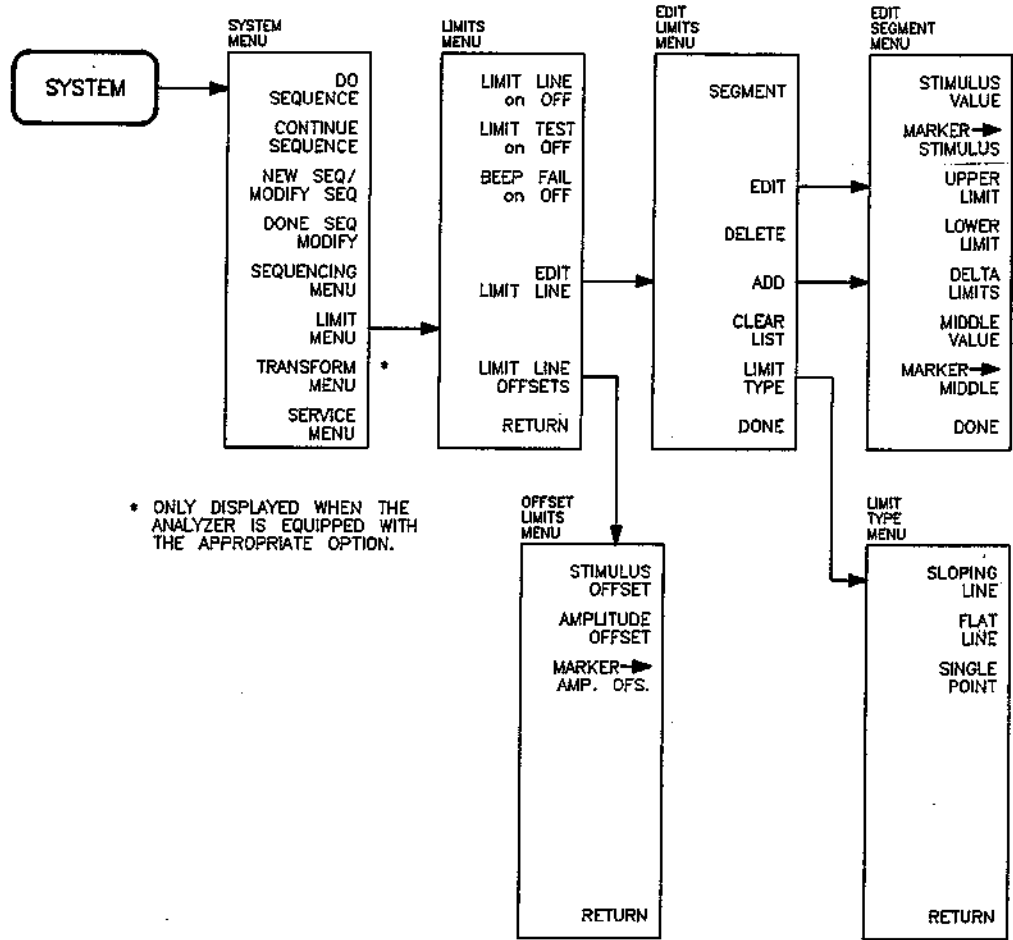 SYSTEM
SYSTEM
MENU
DO
SEQUENCE
CONTINUE
SEQUENCE
NEW SEQ/
MODIFY SEQ
DONE SEQ
MODIFY
SEQUENCING
MENU
LIMIT
MENU
TRANSFORM *
MENU
SERVICE
MENU
* ONLY DISPLAYED WHEN THE
ANALYZER IS EQUIPPED WITH
THE APPROPRIATE OPTION.
LIMITS
MENU
LIMIT LINE
on OFF
LIMIT TEST
on OFF
BEEP FAIL
on OFF
EDIT
LIMIT LINE
LIMIT LINE
OFFSETS
RETURN
EDIT
LIMITS
MENU
SEGMENT
EDIT
DELETE
ADD
CLEAR
LIST
LIMIT
TYPE
DONE
EDIT
SEGMENT
MENU
STIMULUS
VALUE
MARKER→
STIMULUS
UPPER
LIMIT
LOWER
LIMIT
DELTA
LIMITS
MIDDLE
VALUE
MARKER→
MIDDLE
DONE
OFFSET
LIMITS
MENU
STIMULUS
OFFSET
AMPLITUDE
OFFSET
MARKER→
AMP. OFS.
RETURN
LIMIT
TYPE
MENU
SLOPING
LINE
FLAT
LINE
SINGLE
POINT
RETURN